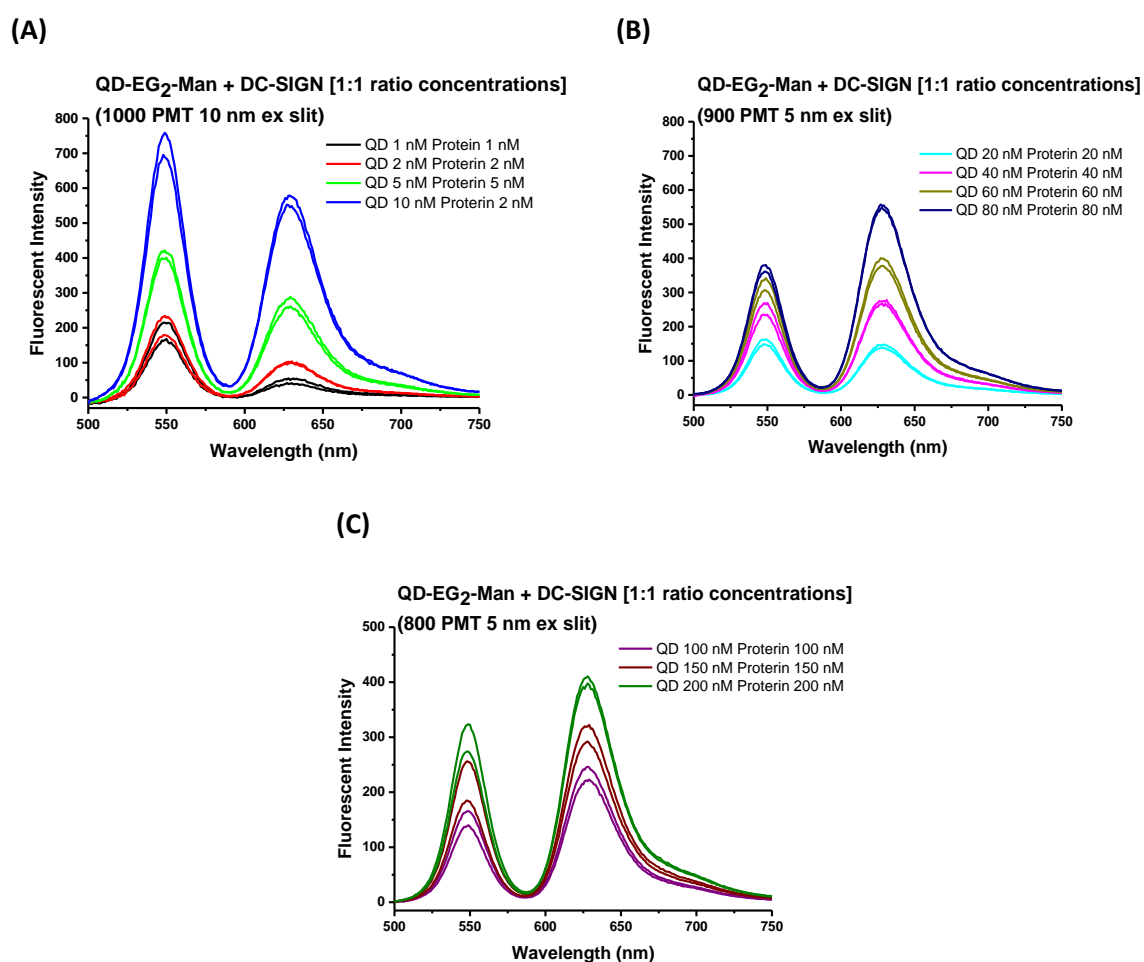 (A)
QD-EG2-Man + DC-SIGN [1:1 ratio concentrations]
(1000 PMT 10 nm ex slit)
QD 1 nM Protein 1 nM
QD 2 nM Proterin 2 nM
QD 5 nM Proterin 5 nM
QD 10 nM Proterin 2 nM
800
700
600
500
400
300
200
100
0
Fluorescent Intensity
500 550 600 650 700 750
Wavelength (nm)
(B)
QD-EG2-Man + DC-SIGN [1:1 ratio concentrations]
(900 PMT 5 nm ex slit)
QD 20 nM Proterin 20 nM
QD 40 nM Proterin 40 nM
QD 60 nM Proterin 60 nM
QD 80 nM Proterin 80 nM
800
700
600
500
400
300
200
100
0
Fluorescent Intensity
500 550 600 650 700 750
Wavelength (nm)
(C)
QD-EG2-Man + DC-SIGN [1:1 ratio concentrations]
(800 PMT 5 nm ex slit)
QD 100 nM Proterin 100 nM
QD 150 nM Proterin 150 nM
QD 200 nM Proterin 200 nM
500
400
300
200
100
0
Fluorescent Intensity
500 550 600 650 700 750
Wavelength (nm)